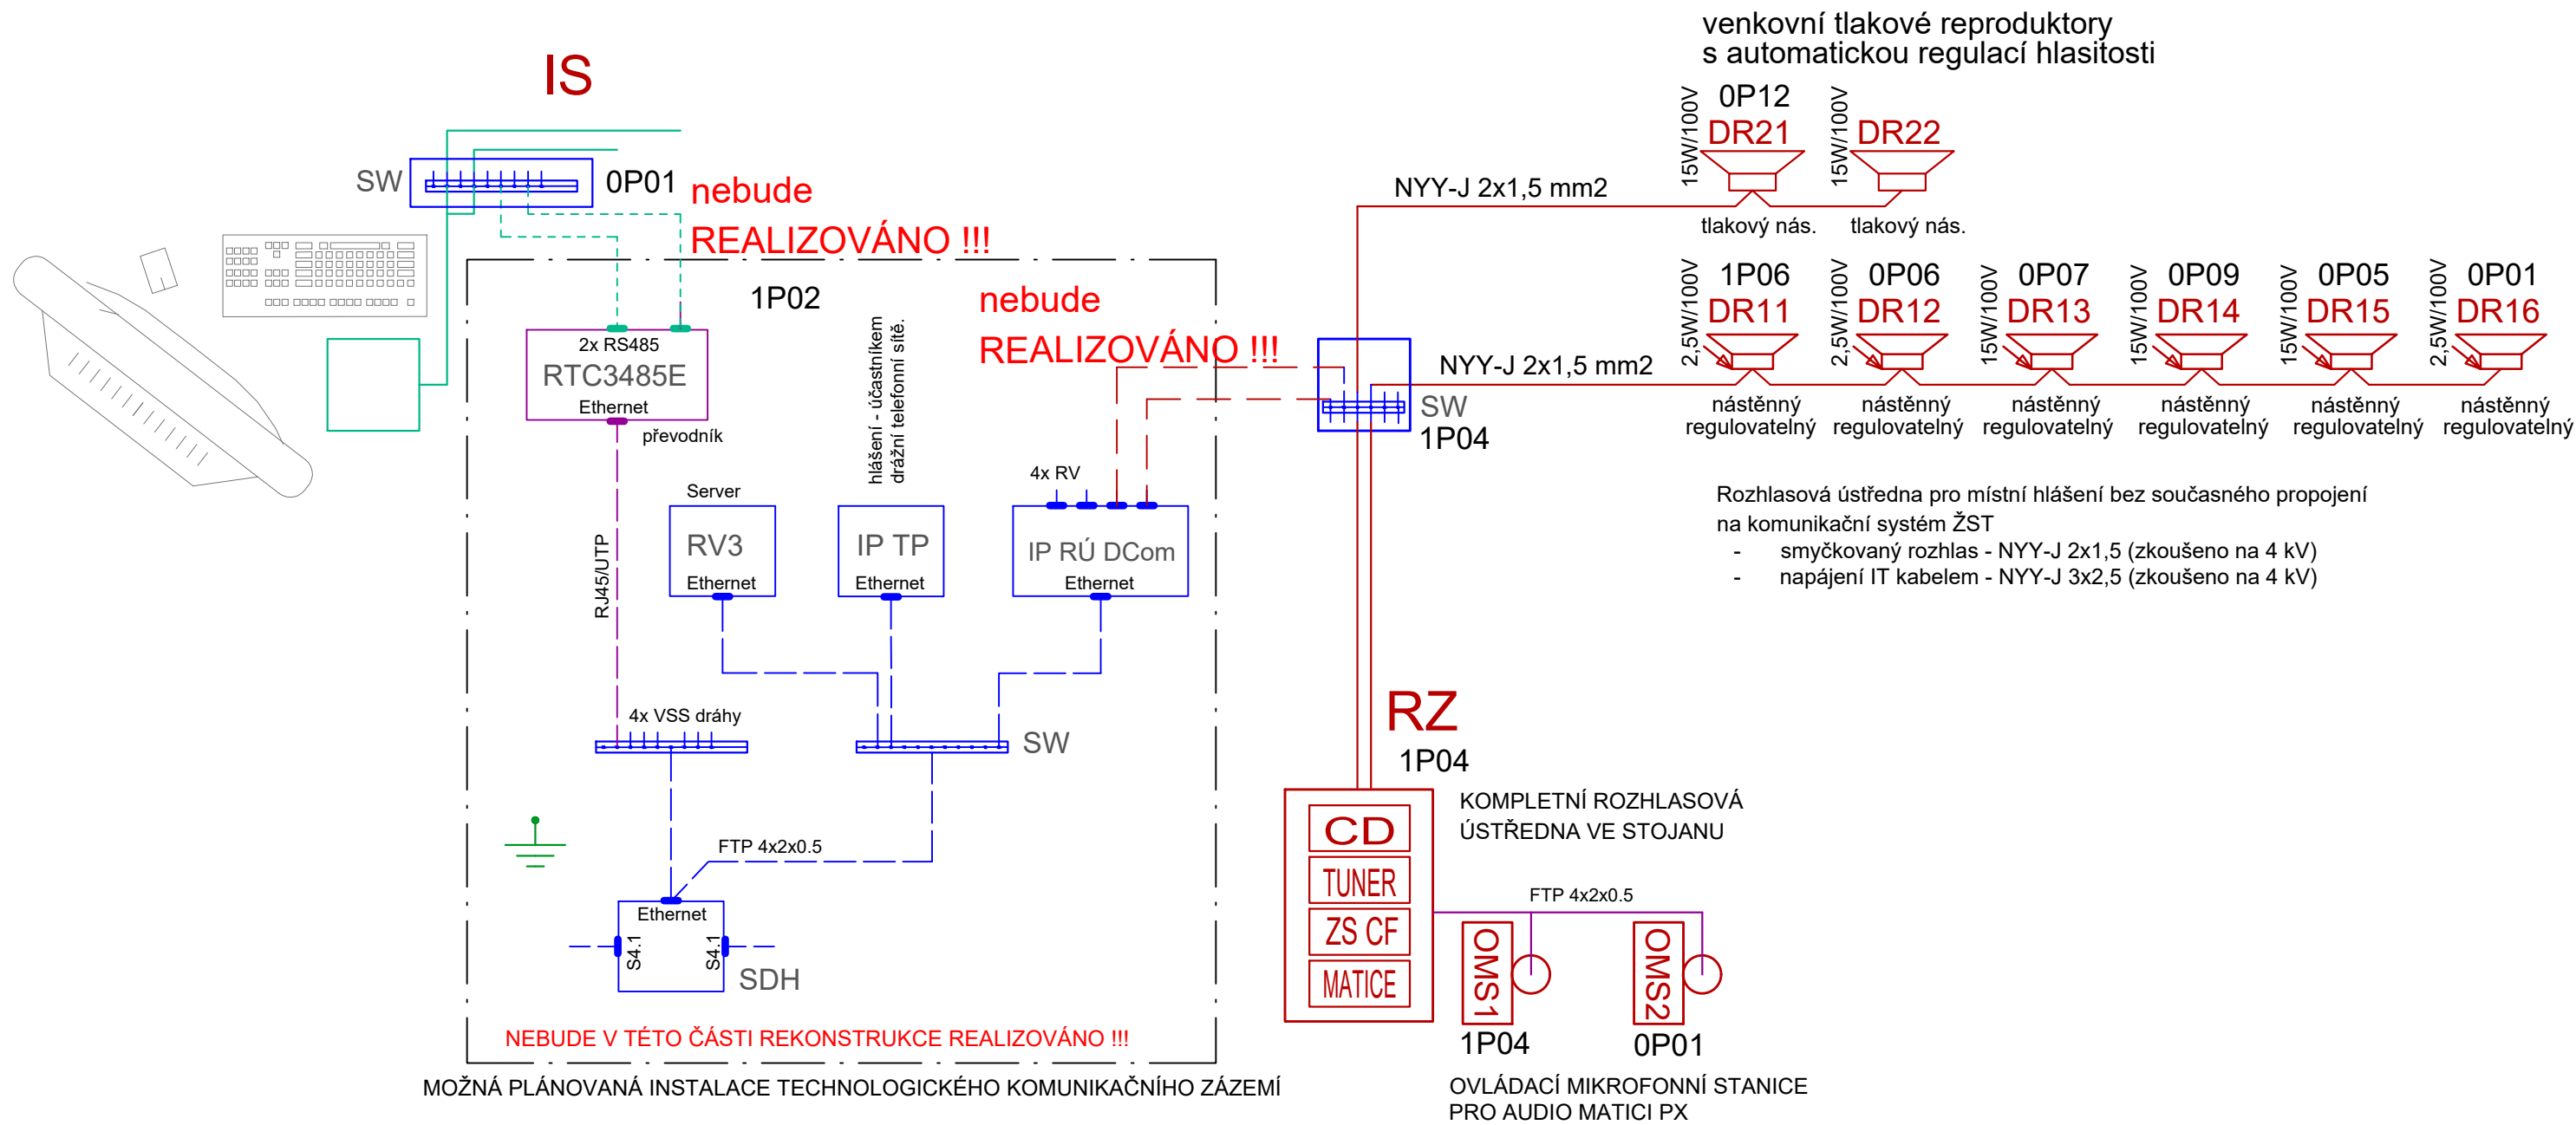 IS
venkovní tlakové reproduktory
s automatickou regulací hlasitosti
15W/100V
0P12
DR21
15W/100V
DR22
NYY-J 2x1,5 mm2
tlakový nás.
tlakový nás.
SW
0P01
nebude
REALIZOVÁNO !!!
1P02
nebude
REALIZOVÁNO !!!
2,5W/100V
1P06
DR11
2,5W/100V
0P06
DR12
15W/100V
0P07
DR13
15W/100V
0P09
DR14
15W/100V
0P05
DR15
2,5W/100V
0P01
DR16
NYY-J 2x1,5 mm2
SW
1P04
nástěnný
regulovatelný
nástěnný
regulovatelný
nástěnný
regulovatelný
nástěnný
regulovatelný
nástěnný
regulovatelný
nástěnný
regulovatelný
2x RS485
RTC3485E
Ethernet
převodník
hlášení - účastníkem
drážní telefonní sítě.
4x RV
Server
RV3
Ethernet
IP TP
Ethernet
IP RÚ DCom
Ethernet
RJ45/UTP
Rozhlasová ústředna pro místní hlášení bez současného propojení
na komunikační systém ŽST
- smyčkovaný rozhlas - NYY-J 2x1,5 (zkoušeno na 4 kV)
- napájení IT kabelem - NYY-J 3x2,5 (zkoušeno na 4 kV)
4x VSS dráhy
SW
FTP 4x2x0.5
Ethernet
S4.1
S4.1
SDH
NEBUDE V TÉTO ČÁSTI REKONSTRUKCE REALIZOVÁNO !!!
MOŽNÁ PLÁNOVANÁ INSTALACE TECHNOLOGICKÉHO KOMUNIKAČNÍHO ZÁZEMÍ
RZ
1P04
KOMPLETNÍ ROZHLASOVÁ
ÚSTŘEDNA VE STOJANU
CD
TUNER
ZS CF
MATICE
FTP 4x2x0.5
OMS1
1P04
OMS2
0P01
OVLÁDACÍ MIKROFONNÍ STANICE
PRO AUDIO MATICI PX